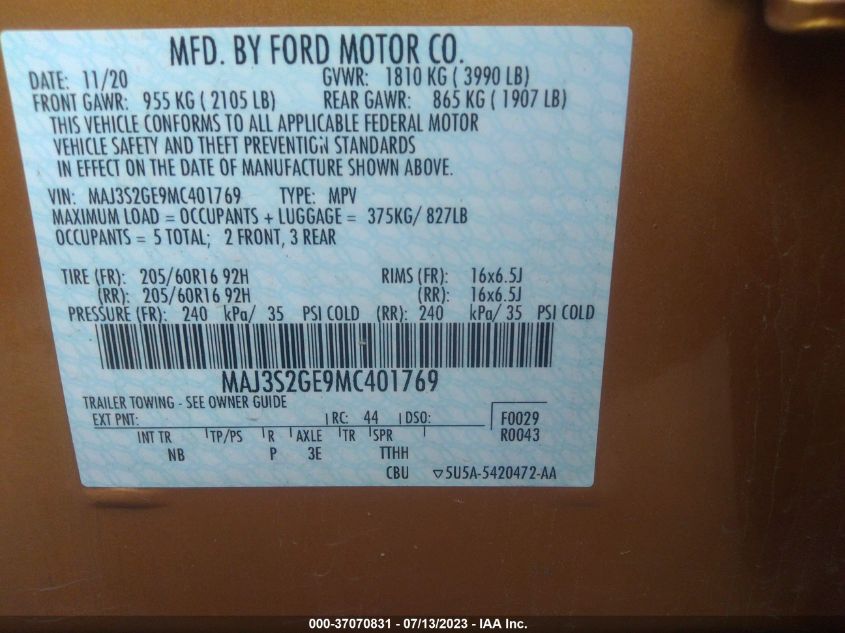 MFD. BY FORD MOTOR CO.
DATE: 11/20 GVWR: 1810 KG ( 3990 LB)
FRONT GAWR: 955 KG ( 2105 LB) REAR GAWR: 865 KG ( 1907 LB)
THIS VEHICLE CONFORMS TO ALL APPLICABLE FEDERAL MOTOR
VEHICLE SAFETY AND THEFT PREVENTION STANDARDS
IN EFFECT ON THE DATE OF MANUFACTURE SHOWN ABOVE.
VIN: MAJ3S2GE9MC401769 TYPE: MPV
MAXIMUM LOAD = OCCUPANTS + LUGGAGE = 375KG/ 827LB
OCCUPANTS = 5 TOTAL; 2 FRONT, 3 REAR
TIRE (FR): 205/60R16 92H RIMS (FR): 16x6.5J
(RR): 205/60R16 92H (RR): 16x6.5J
PRESSURE (FR): 240 kPa/ 35 PSI COLD (RR): 240 kPa/ 35 PSI COLD
MAJ3S2GE9MC401769
TRAILER TOWING - SEE OWNER GUIDE
EXT PNT: RC: 44 DSO: F0029
INT TR TP/PS R AXLE TR SPR R0043
NB P 3E TTHH
CBU ▽5U5A-5420472-AA
000-37070831 - 07/13/2023 - IAA Inc.